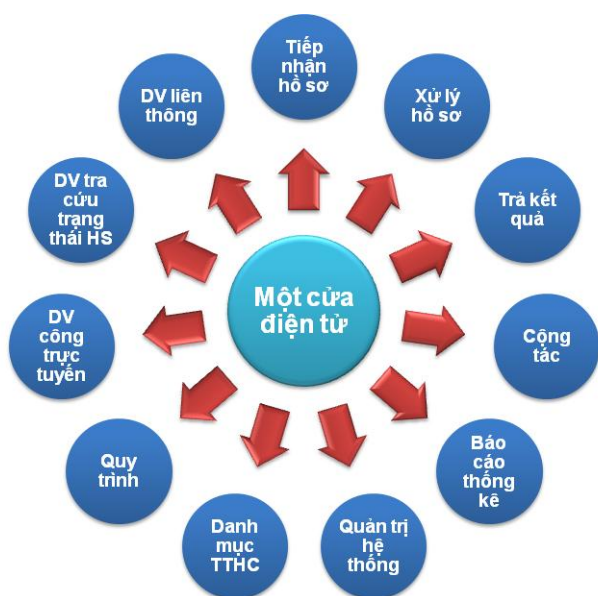 Tiếp
nhận
hồ sơ
Xử lý
hồ sơ
Trả kết
quả
Cộng
tác
Báo
cáo
thống
kê
Quản trị
hệ
thống
Danh
mục
TTHC
Quy
trình
DV
công
trực
tuyến
DV tra
cứu
trạng
thái HS
DV liên
thông
Một cửa
điện tử